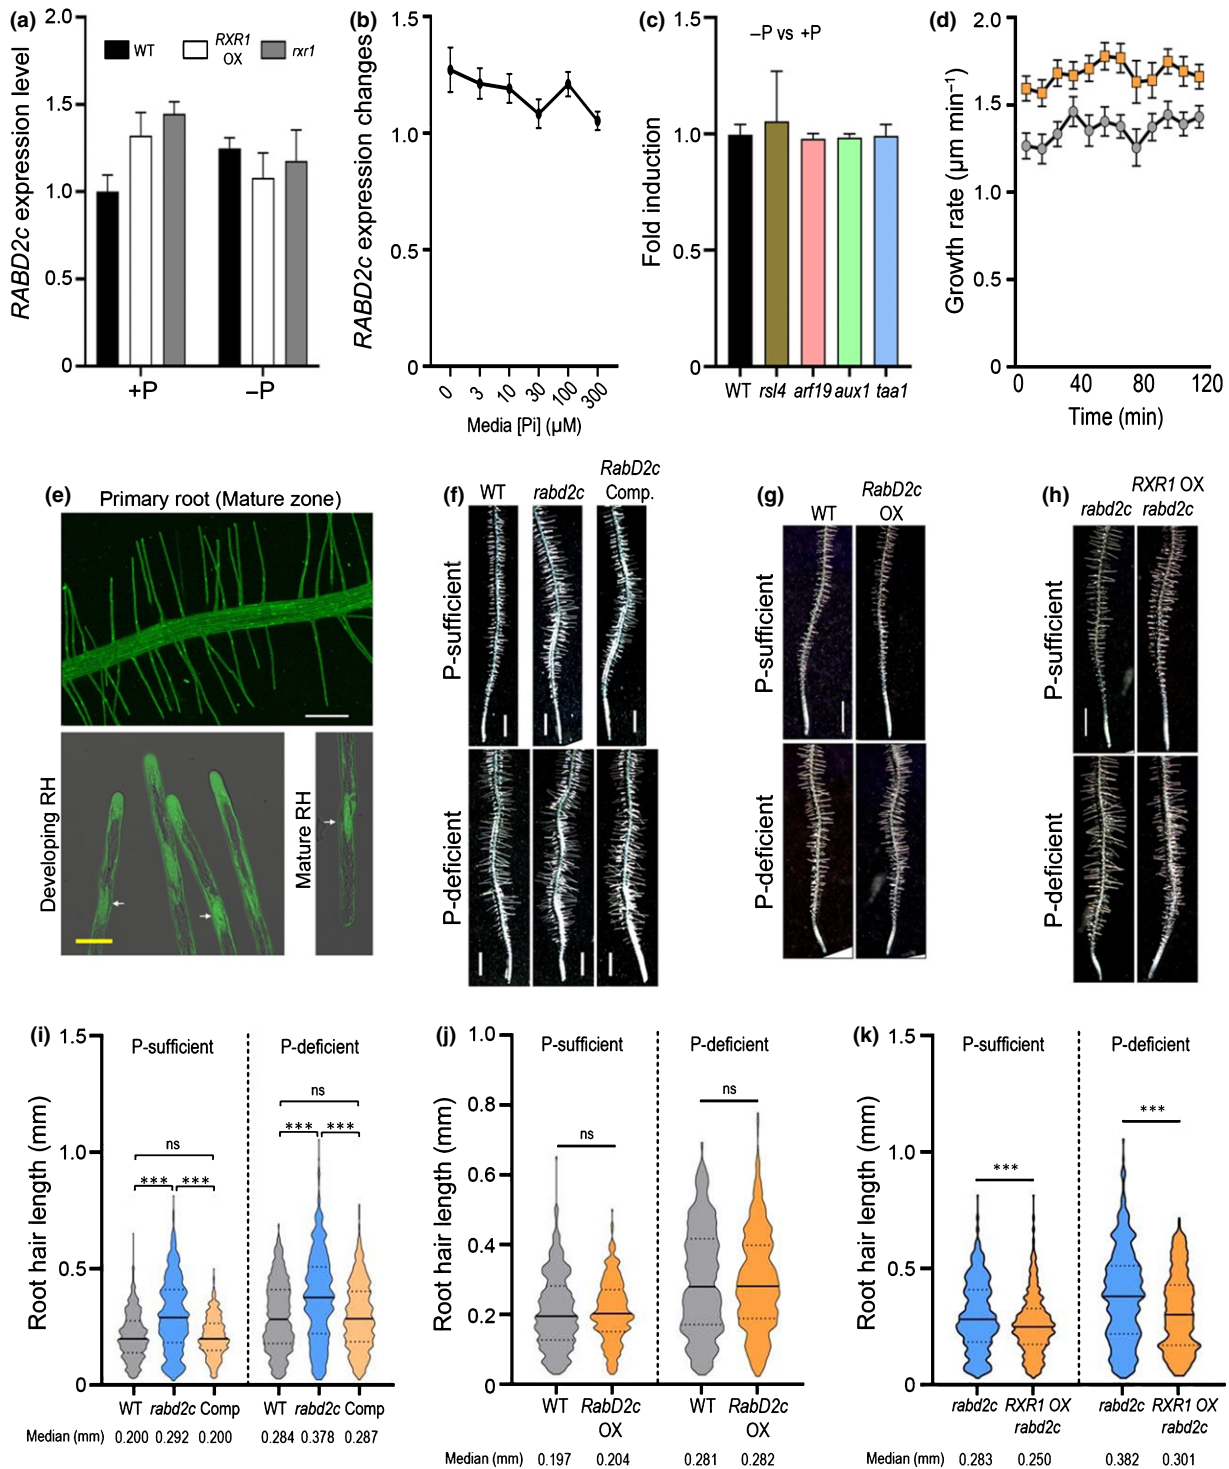 (a)
2.0
1.5
1.0
0.5
0
RABD2c expression level
WT
RXR1 OX
rxr1
+P
–P
(b)
1.5
1.0
0.5
0
RABD2c expression changes
0 3 10 30 100 300
Media [Pi] (µM)
(c)
1.5
1.0
0.5
0
Fold induction
–P vs +P
WT rsl4 arf19 aux1 taa1
(d)
2.0
1.5
1.0
0.5
0
Growth rate (µm min⁻¹)
0 40 80 120
Time (min)
(e)
Primary root (Mature zone)
Developing RH
Mature RH
(f)
WT
rabd2c
RabD2c
Comp.
P-sufficient
P-deficient
(g)
WT
RabD2c
OX
P-sufficient
P-deficient
(h)
rabd2c
RXR1 OX
rabd2c
P-sufficient
P-deficient
(i)
1.5
1.0
0.5
0
Root hair length (mm)
P-sufficient
P-deficient
ns
*** ***
ns
*** ***
WT rabd2c Comp WT rabd2c Comp
Median (mm) 0.200 0.292 0.200 0.284 0.378 0.287
(j)
1.0
0.8
0.6
0.4
0.2
0
Root hair length (mm)
P-sufficient
P-deficient
ns
ns
WT RabD2c WT RabD2c
OX OX
Median (mm) 0.197 0.204 0.281 0.282
(k)
1.5
1.0
0.5
0
Root hair length (mm)
P-sufficient
P-deficient
***
***
rabd2c RXR1 OX rabd2c RXR1 OX
rabd2c rabd2c
Median (mm) 0.283 0.250 0.382 0.301